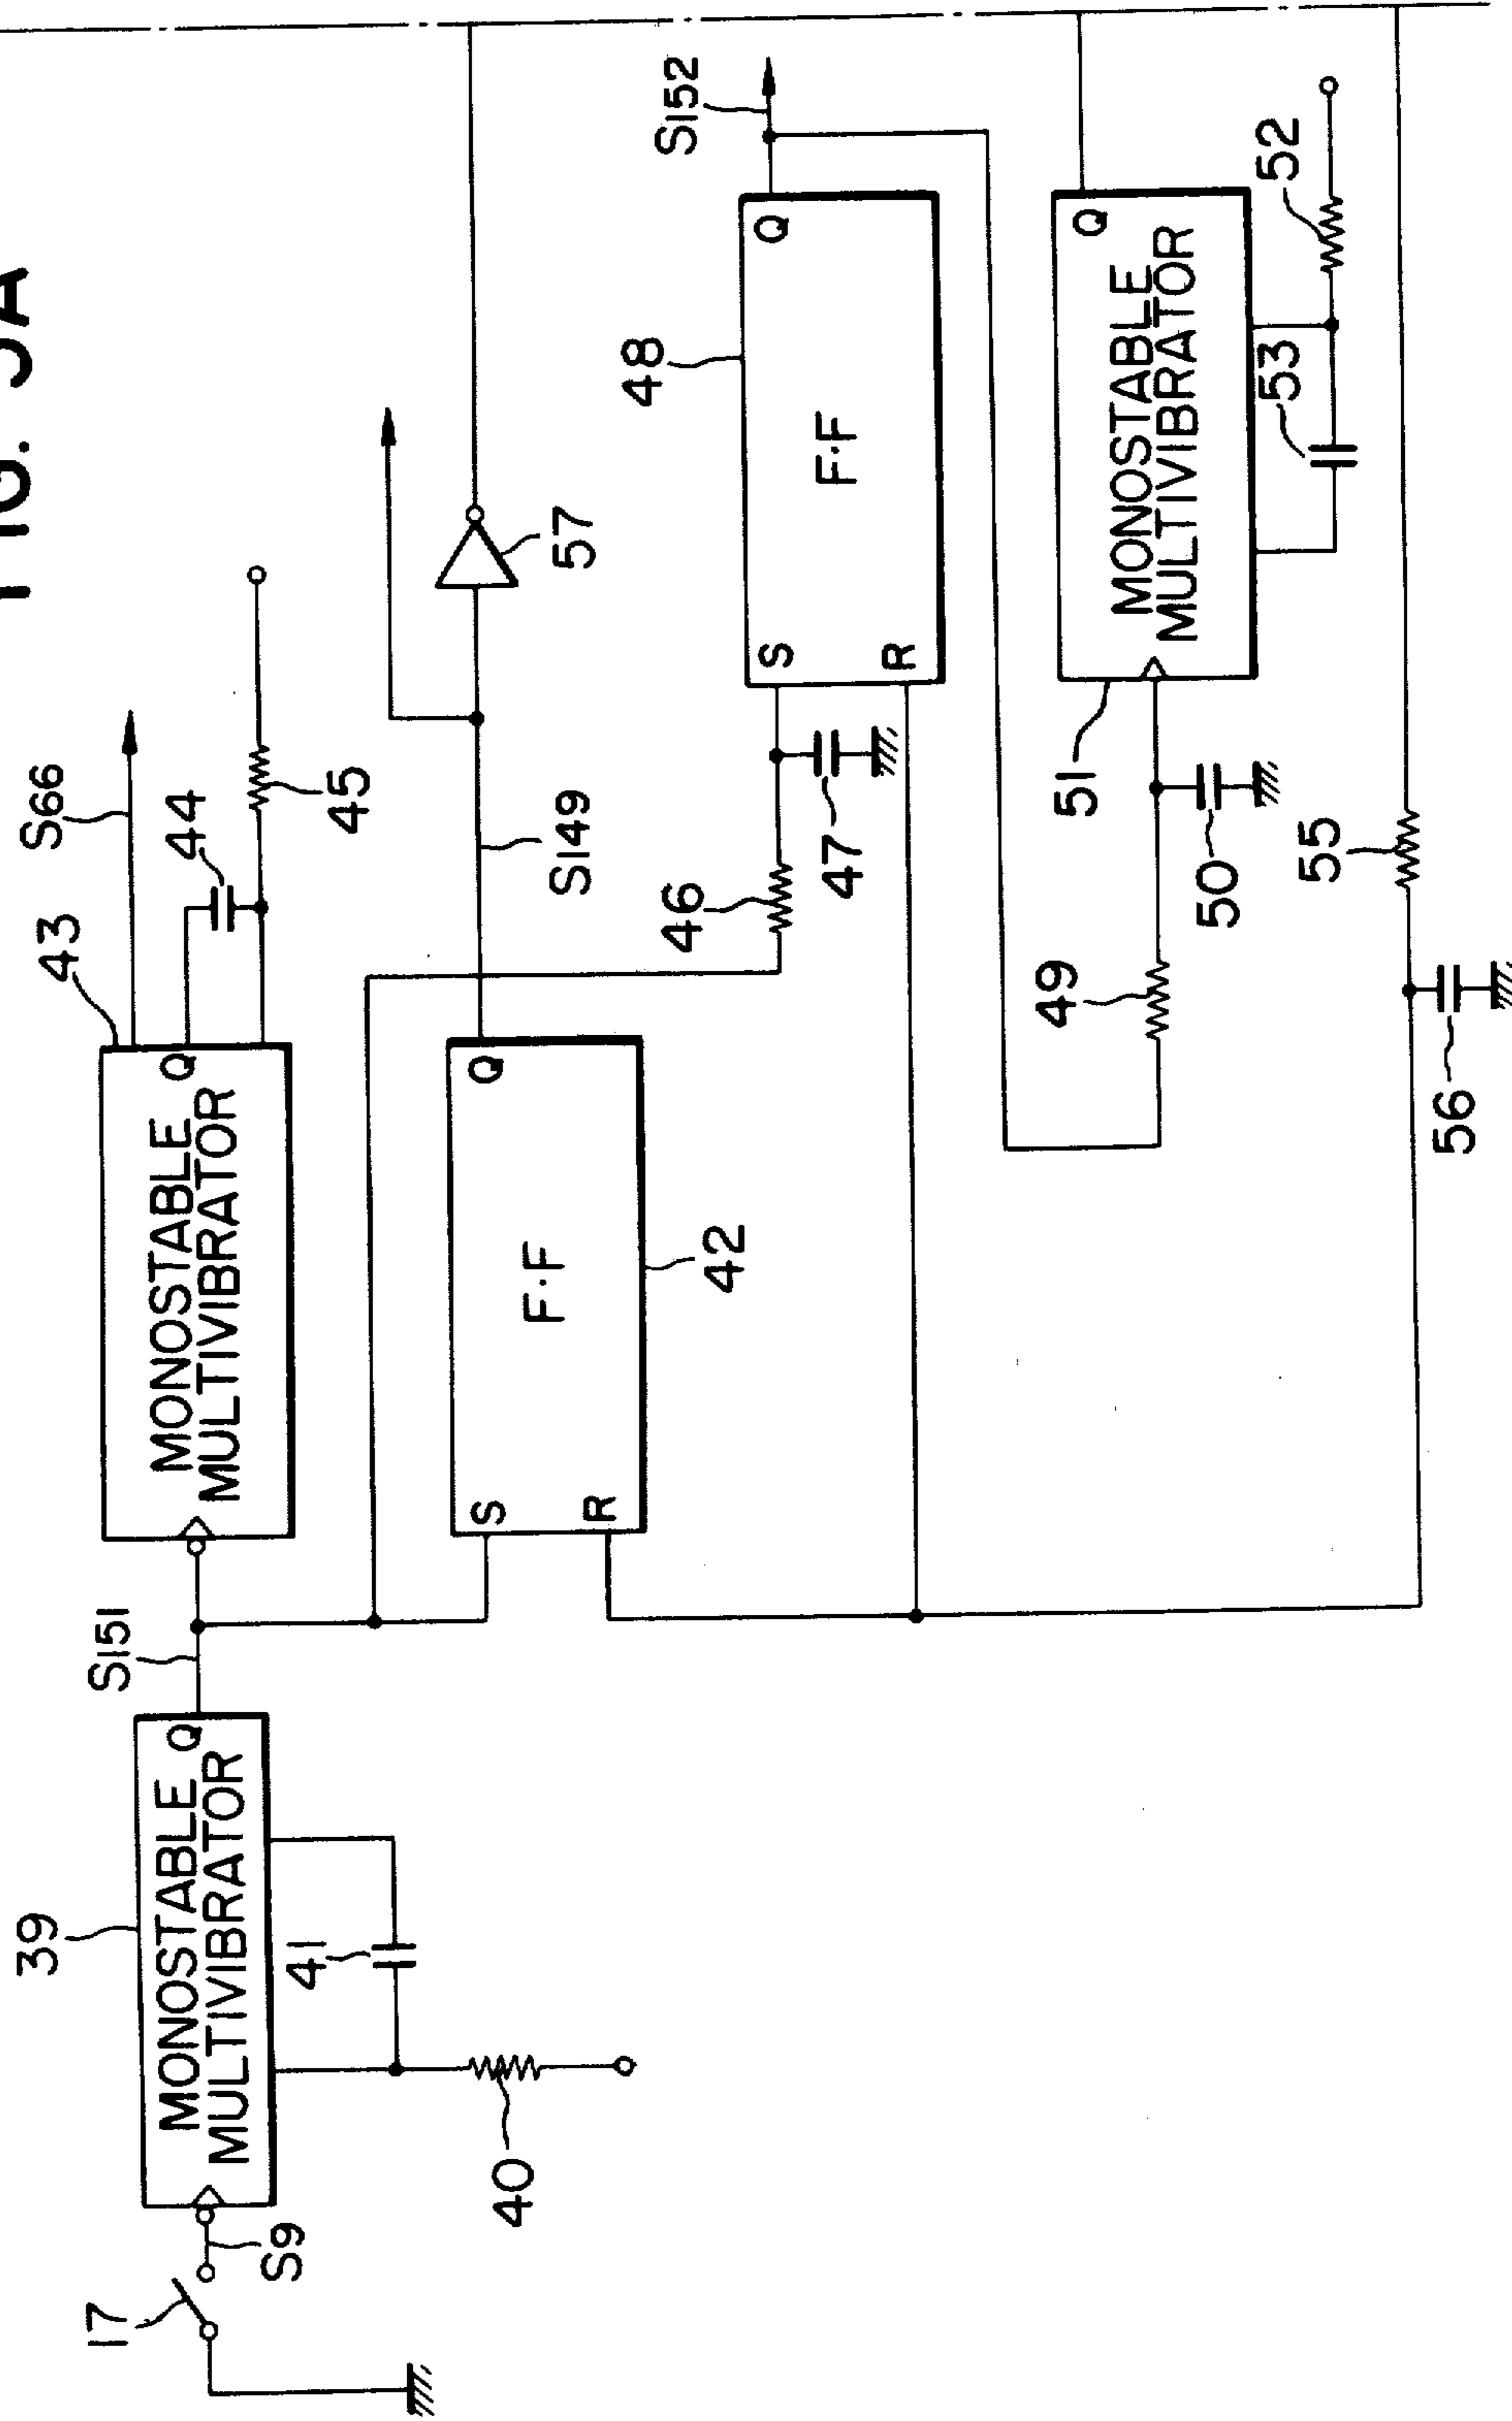 FIG. 5A
S66
43
MONOSTABLE
MULTIVIBRATOR
Q
44
45
S151
39
MONOSTABLE
MULTIVIBRATOR
Q
41
40
17
S9
S
R
F·F
Q
42
S149
57
46
47
S
R
F·F
Q
48
S152
49
50
51
MONOSTABLE
MULTIVIBRATOR
Q
53
52
55
56